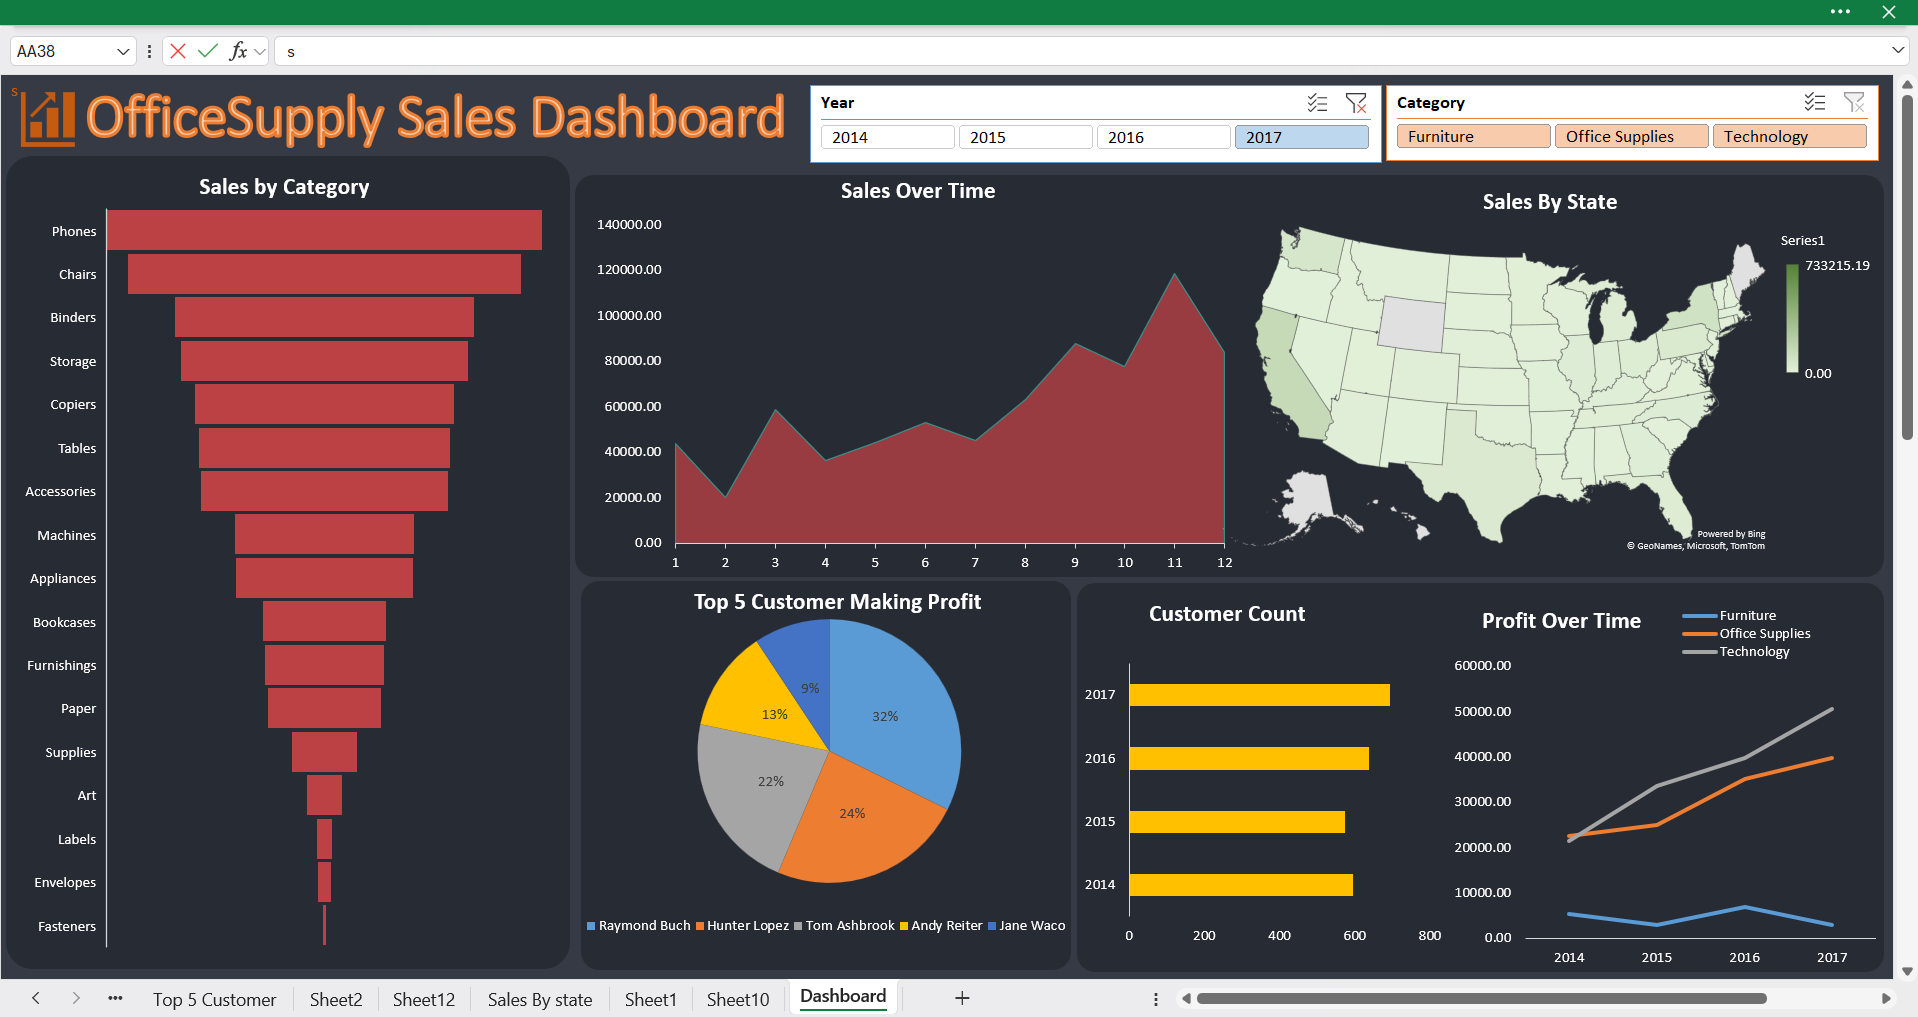 AA38
fx
s
s
OfficeSupply Sales Dashboard
Year
2014 2015 2016 2017
Category
Furniture Office Supplies Technology
Sales by Category
Phones
Chairs
Binders
Storage
Copiers
Tables
Accessories
Machines
Appliances
Bookcases
Furnishings
Paper
Supplies
Art
Labels
Envelopes
Fasteners
Sales Over Time
140000.00
120000.00
100000.00
80000.00
60000.00
40000.00
20000.00
0.00
1 2 3 4 5 6 7 8 9 10 11 12
Sales By State
Series1
733215.19
0.00
Powered by Bing
© GeoNames, Microsoft, TomTom
Top 5 Customer Making Profit
9%
32%
13%
22%
24%
Raymond Buch Hunter Lopez Tom Ashbrook Andy Reiter Jane Waco
Customer Count
2017
2016
2015
2014
0 200 400 600 800
Profit Over Time
Furniture
Office Supplies
Technology
60000.00
50000.00
40000.00
30000.00
20000.00
10000.00
0.00
2014 2015 2016 2017
Top 5 Customer Sheet2 Sheet12 Sales By state Sheet1 Sheet10 Dashboard